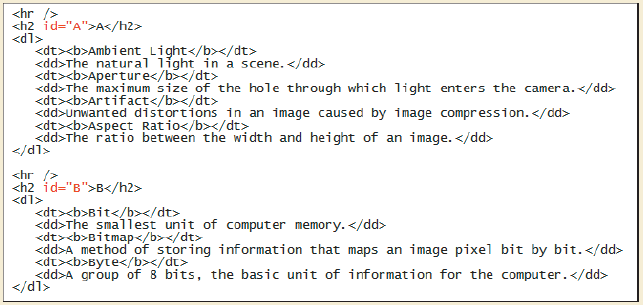 <hr />
<h2 id="A">A</h2>
<dl>
<dt><b>Ambient Light</b></dt>
<dd>The natural light in a scene.</dd>
<dt><b>Aperture</b></dt>
<dd>The maximum size of the hole through which light enters the camera.</dd>
<dt><b>Artifact</b></dt>
<dd>Unwanted distortions in an image caused by image compression.</dd>
<dt><b>Aspect Ratio</b></dt>
<dd>The ratio between the width and height of an image.</dd>
</dl>
<hr />
<h2 id="B">B</h2>
<dl>
<dt><b>Bit</b></dt>
<dd>The smallest unit of computer memory.</dd>
<dt><b>Bitmap</b></dt>
<dd>A method of storing information that maps an image pixel bit by bit.</dd>
<dt><b>Byte</b></dt>
<dd>A group of 8 bits, the basic unit of information for the computer.</dd>
</dl>